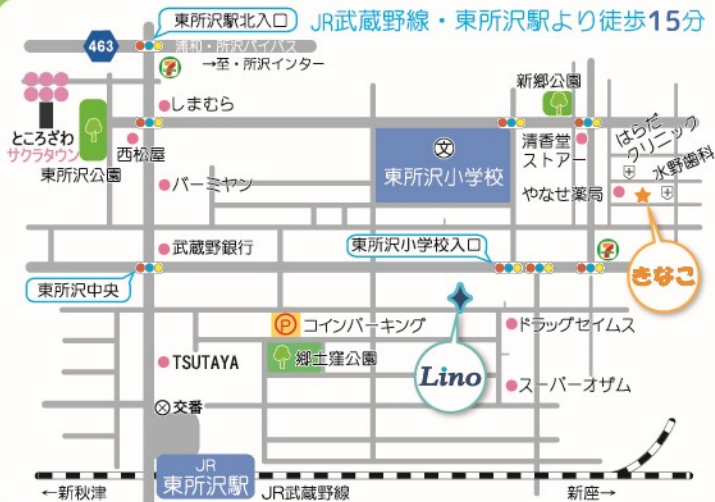 東所沢駅北入口
JR武蔵野線・東所沢駅より徒歩15分
463
浦和・所沢バイパス
→至・所沢インター
7
新郷公園
しまむら
ところざわ
サクラタウン
東所沢公園
西松屋
文
東所沢小学校
清香堂
ストアー
はらだ
クリニック
水野歯科
バーミヤン
やなせ薬局
武蔵野銀行
東所沢小学校入口
7
きなこ
東所沢中央
P コインパーキング
ドラッグセイムス
TSUTAYA
郷土窪公園
Lino
スーパーオザム
交番
JR
東所沢駅
JR武蔵野線
←新秋津
新座→